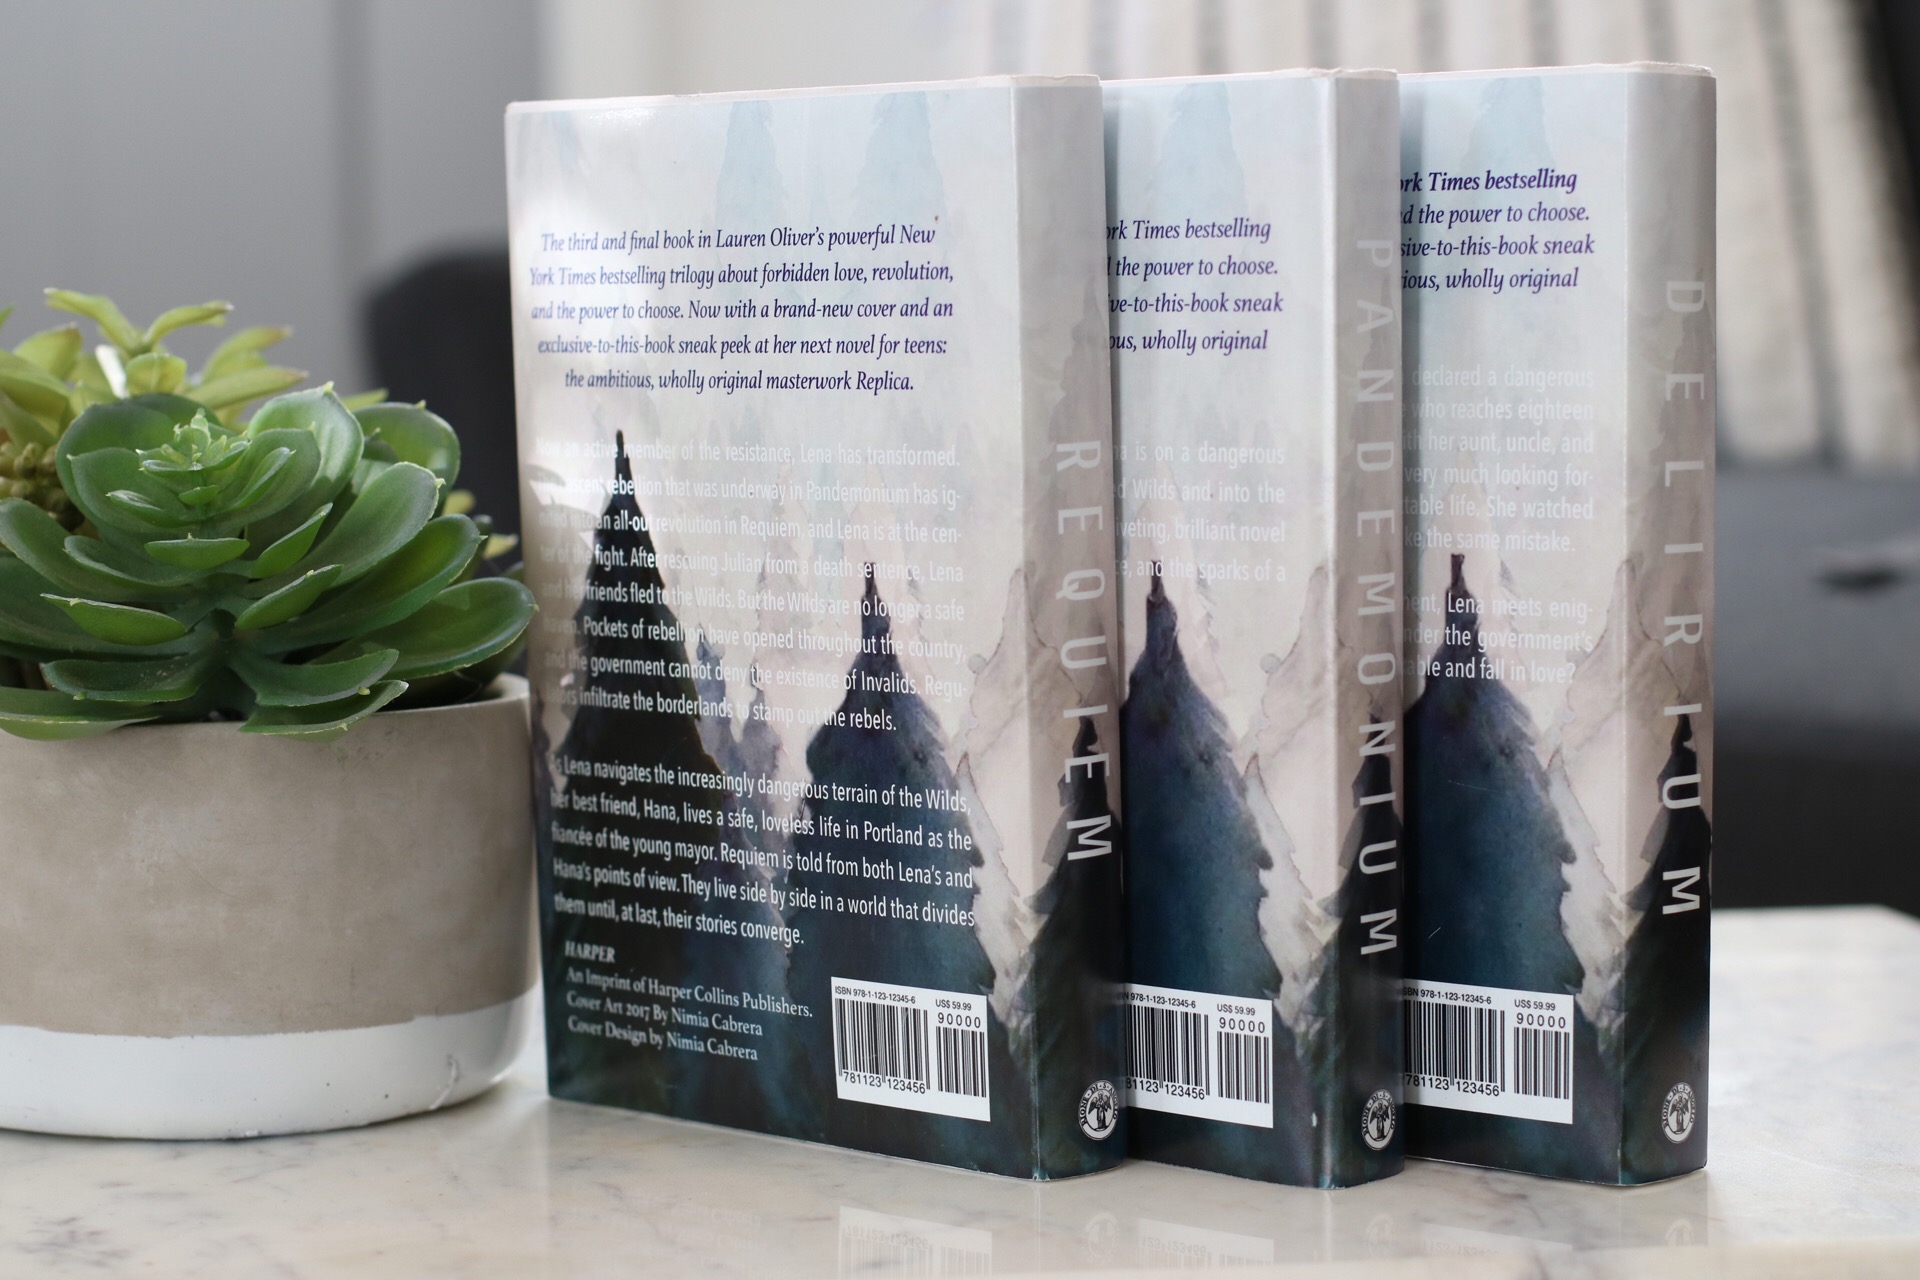 The third and final book in Lauren Oliver's powerful New
York Times bestselling trilogy about forbidden love, revolution,
and the power to choose. Now with a brand-new cover and an
exclusive-to-this-book sneak peek at her next novel for teens:
the ambitious, wholly original masterwork Replica.
an active member of the resistance, Lena has transformed.
rebellion that was underway in Pandemonium has ig-
an all-out revolution in Requiem, and Lena is at the cen-
of the fight. After rescuing Julian from a death sentence, Lena
and her friends fled to the Wilds. But the Wilds are no longer a safe
haven. Pockets of rebellion have opened throughout the country,
and the government cannot deny the existence of Invalids. Regu-
lators infiltrate the borderlands to stamp out the rebels.
As Lena navigates the increasingly dangerous terrain of the Wilds,
her best friend, Hana, lives a safe, loveless life in Portland as the
fiancée of the young mayor. Requiem is told from both Lena's and
Hana's points of view. They live side by side in a world that divides
them until, at last, their stories converge.
HARPER
An Imprint of Harper Collins Publishers.
Cover Art 2017 By Nimia Cabrera
Cover Design by Nimia Cabrera
ISBN 978-1-123-12345-6 US$ 59.99
90000
781123 123456
REQUIEM
ork Times bestselling
the power to choose.
ive-to-this-book sneak
ous, wholly original
na is on a dangerous
d Wilds and into the
iveting, brilliant novel
ce, and the sparks of a
978-1-123-12345-6 US$ 59.99
90000
781123 123456
PANDEMONIUM
ork Times bestselling
d the power to choose.
sive-to-this-book sneak
tious, wholly original
declared a dangerous
who reaches eighteen
th her aunt, uncle, and
very much looking for-
table life. She watched
ke the same mistake.
ent, Lena meets enig-
nder the government's
able and fall in love?
ISBN 978-1-123-12345-6 US$ 59.99
90000
781123 123456
DELIRIUM